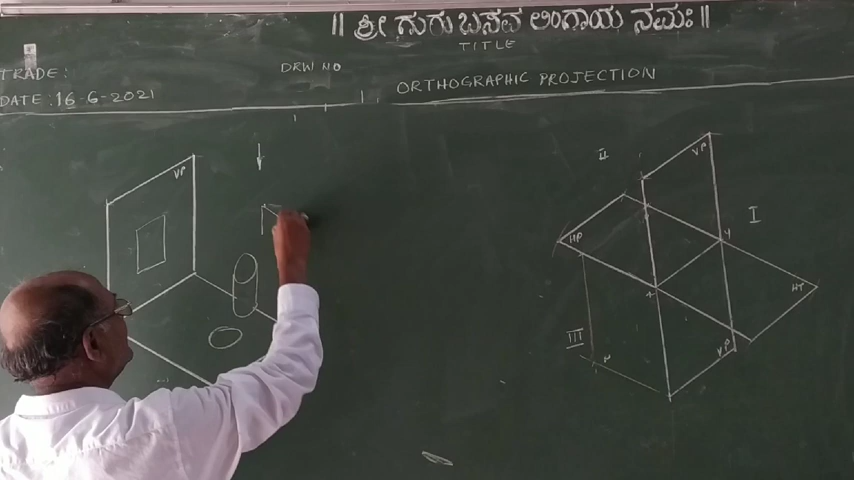 ॥ ಶ್ರೀ ಗುರು ಬಸವ ಲಿಂಗಾಯ ನಮಃ ॥
TITLE
TRADE :
DRW NO
DATE : 16-6-2021
ORTHOGRAPHIC PROJECTION
VP
II
VP
I
HP
Y
HP
III
VP